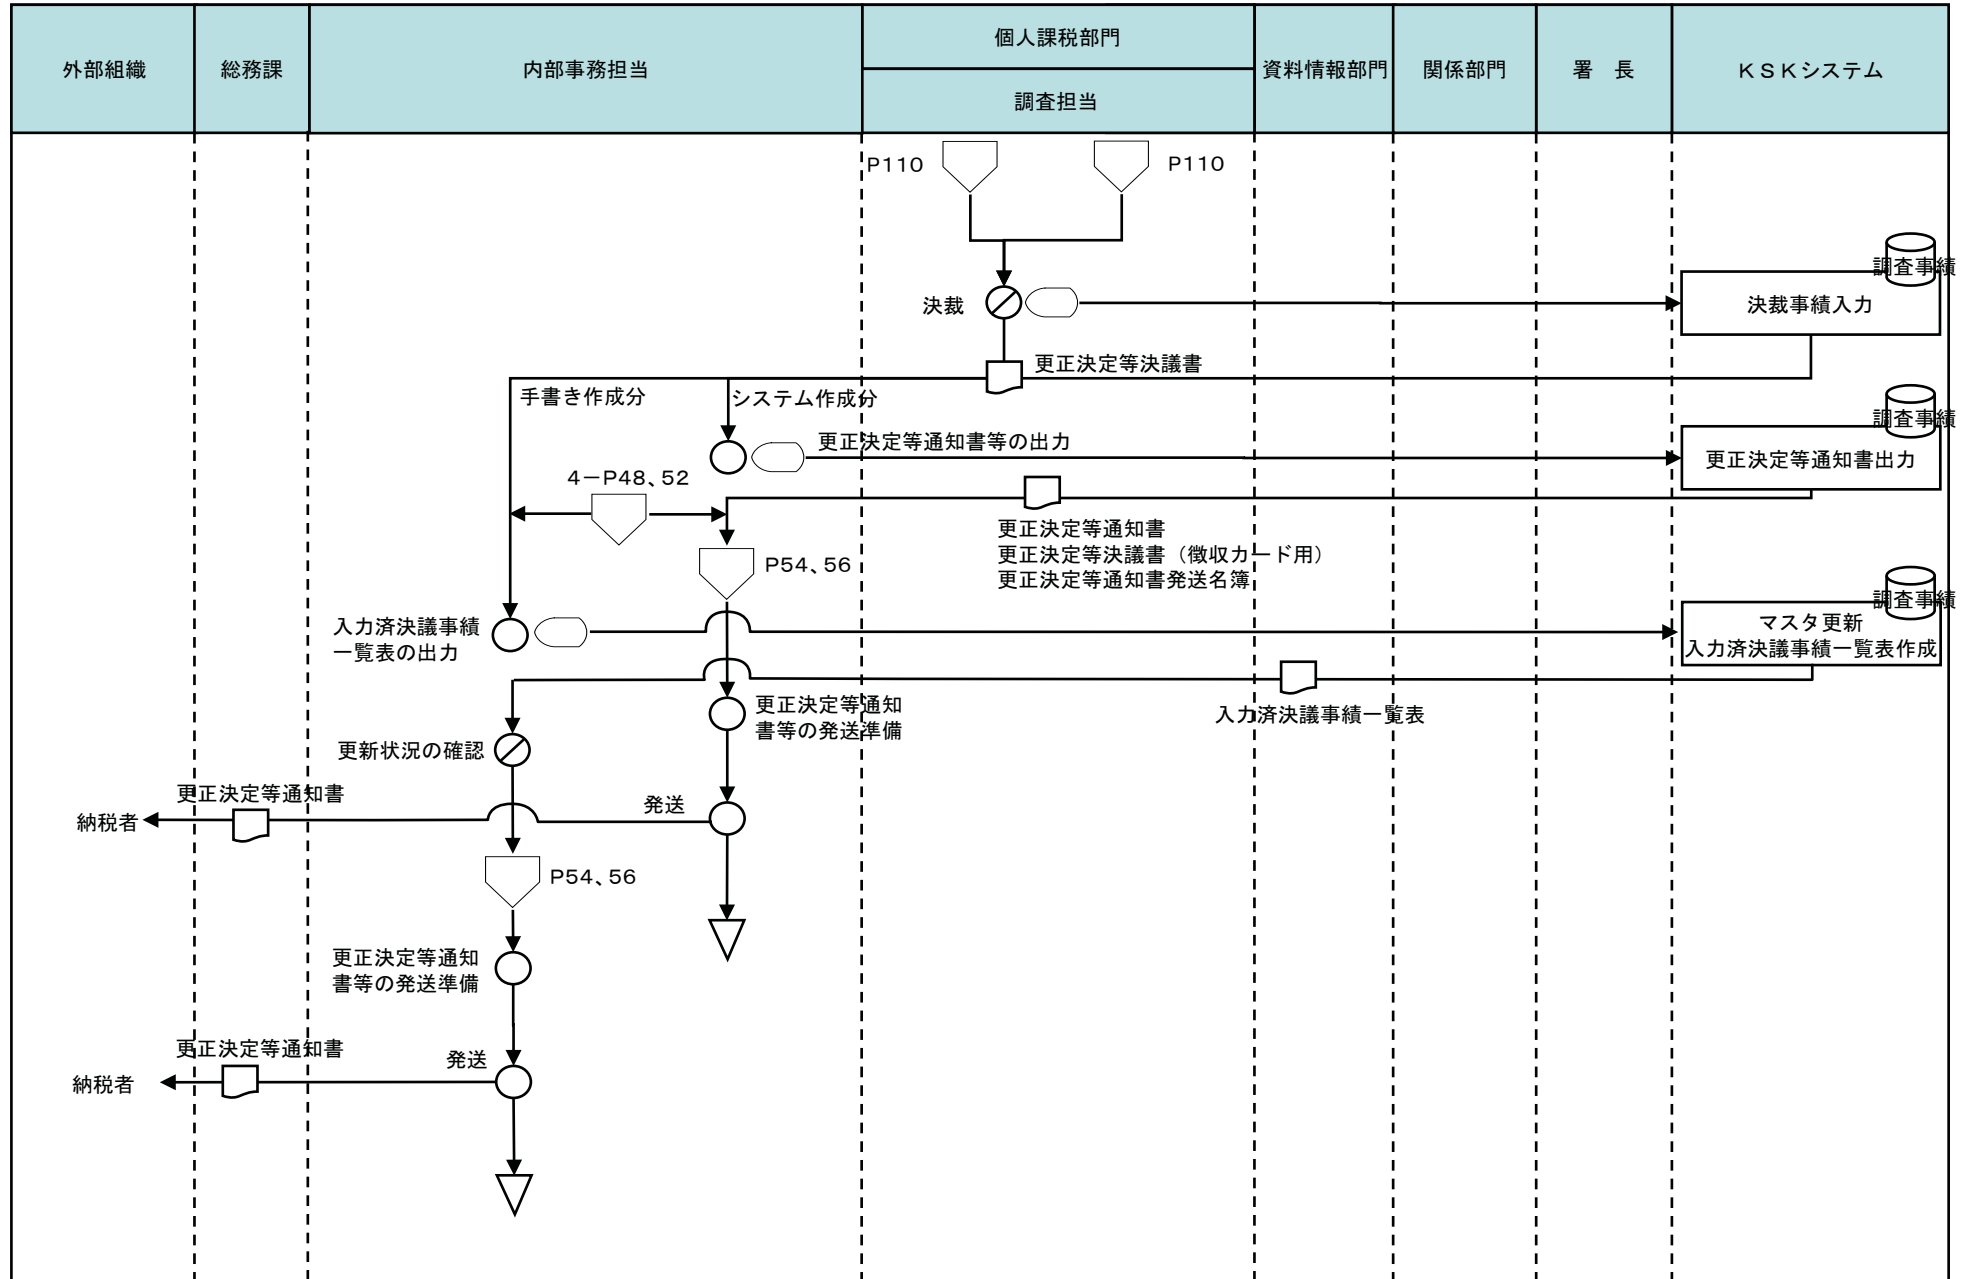 外部組織
総務課
内部事務担当
個人課税部門
調査担当
資料情報部門
関係部門
署　長
ＫＳＫシステム
P110
P110
調査事績
決裁
決裁事績入力
更正決定等決議書
手書き作成分
システム作成分
調査事績
更正決定等通知書等の出力
更正決定等通知書出力
4－P48、52
更正決定等通知書
更正決定等決議書（徴収カード用）
更正決定等通知書発送名簿
P54、56
調査事績
入力済決議事績
一覧表の出力
マスタ更新
入力済決議事績一覧表作成
更正決定等通知
書等の発送準備
入力済決議事績一覧表
更新状況の確認
更正決定等通知書
発送
納税者
P54、56
更正決定等通知
書等の発送準備
更正決定等通知書
発送
納税者